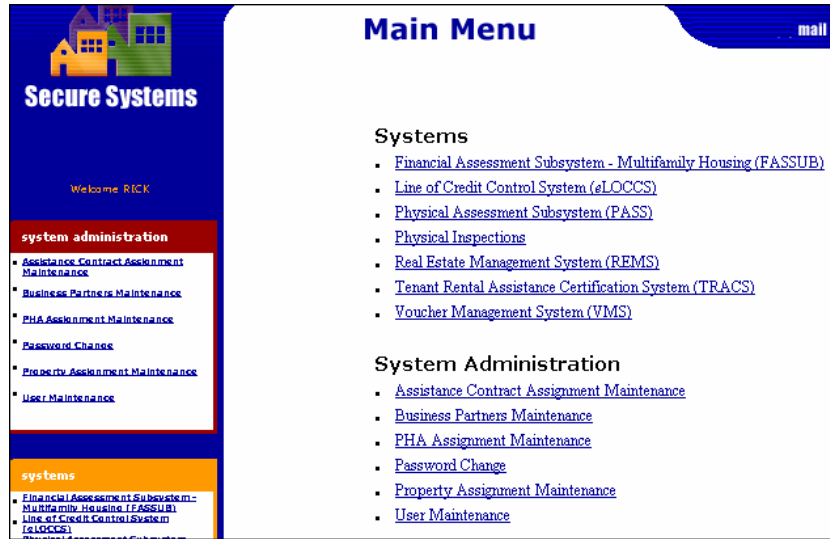 Main Menu
mail
Secure Systems
Welcome RICK
system administration
Assistance Contract Assignment
Maintenance
Business Partners Maintenance
PHA Assignment Maintenance
Password Change
Property Assignment Maintenance
User Maintenance
systems
Financial Assessment Subsystem -
Multifamily Housing (FASSUB)
Line of Credit Control System
(eLOCCS)
Physical Assessment Subsystem
Systems
Financial Assessment Subsystem - Multifamily Housing (FASSUB)
Line of Credit Control System (eLOCCS)
Physical Assessment Subsystem (PASS)
Physical Inspections
Real Estate Management System (REMS)
Tenant Rental Assistance Certification System (TRACS)
Voucher Management System (VMS)
System Administration
Assistance Contract Assignment Maintenance
Business Partners Maintenance
PHA Assignment Maintenance
Password Change
Property Assignment Maintenance
User Maintenance